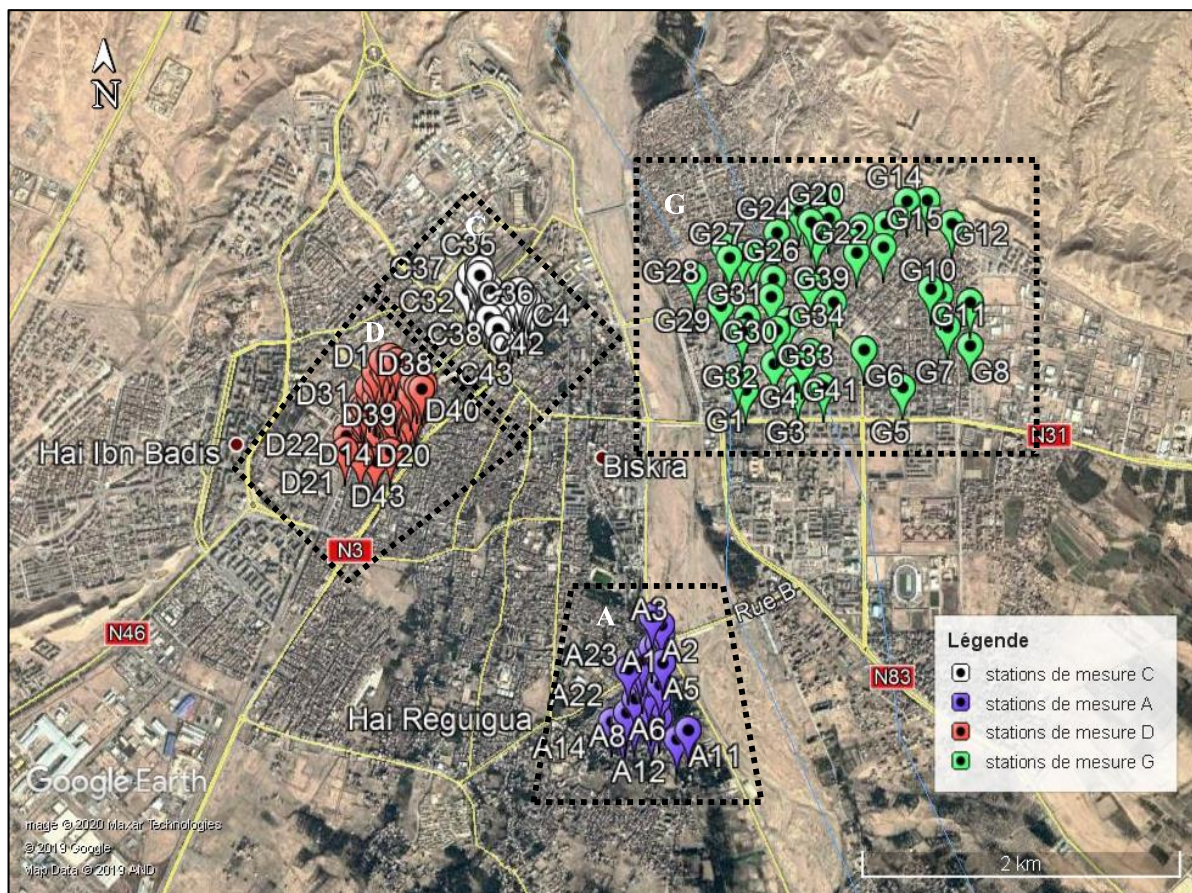 N
G14
G20
G24
G
G15
G22
G12
C
C35
C37
G27
G26
G28
G39
G10
C32
C36
C4
G31
G11
G29
G34
G30
C38
C42
D
D1
D38
C43
G33
G6
G7
G8
D31
G32
G4
G41
D39
D40
G1
G3
G5
N31
Hai Ibn Badis
D22
D14
D20
Biskra
D21
D43
N3
A
A3
Rue B.
N46
A23
A1
A2
Légende
stations de mesure C
stations de mesure A
stations de mesure D
stations de mesure G
N83
A22
A5
Hai Reguigua
A14
A8
A6
A11
A12
Google Earth
Image © 2020 Maxar Technologies
© 2019 Google
Map Data © 2019 AND
2 km